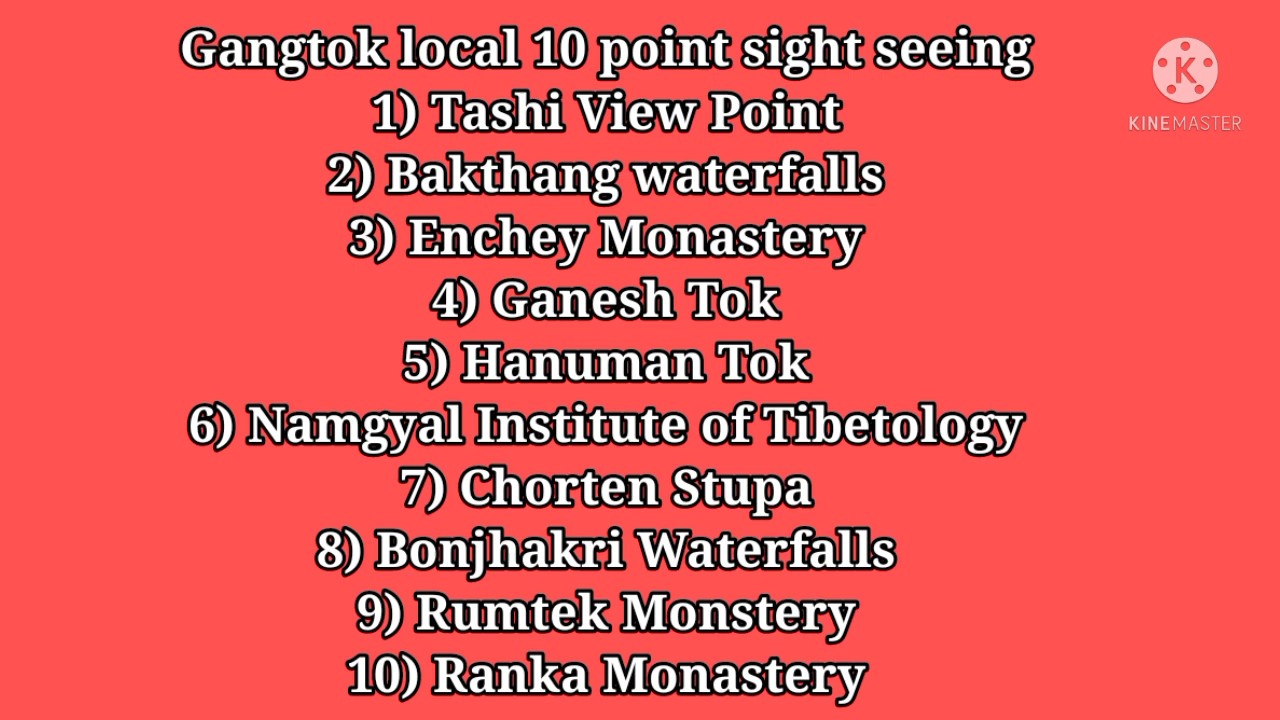 Gangtok local 10 point sight seeing
1) Tashi View Point
2) Bakthang waterfalls
3) Enchey Monastery
4) Ganesh Tok
5) Hanuman Tok
6) Namgyal Institute of Tibetology
7) Chorten Stupa
8) Bonjhakri Waterfalls
9) Rumtek Monstery
10) Ranka Monastery
K
KINEMASTER